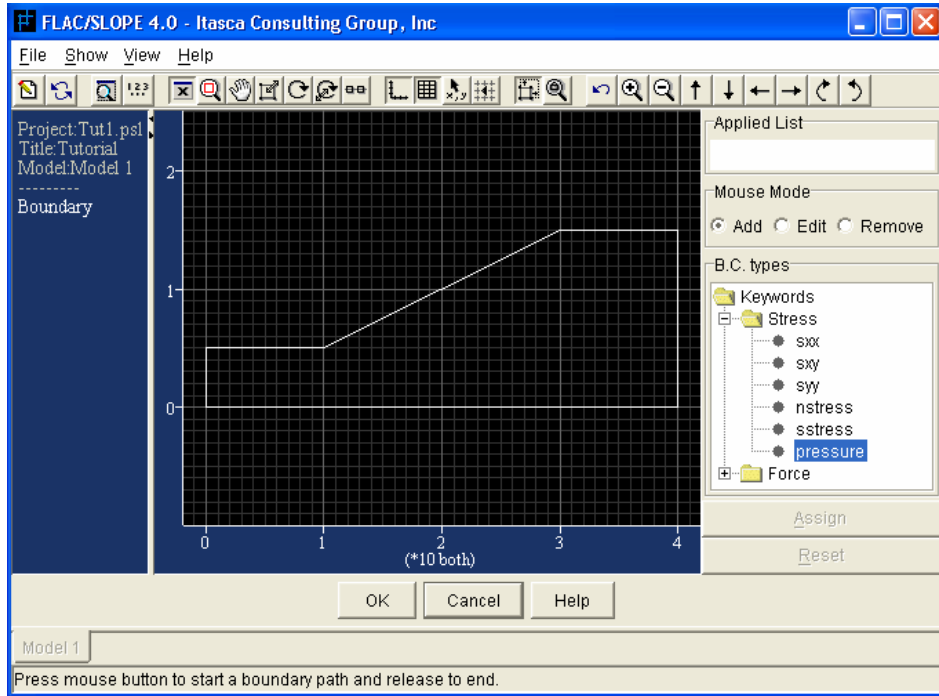 FLAC/SLOPE 4.0 - Itasca Consulting Group, Inc
File Show View Help
1.2.3
Project:Tut1.psl
Title:Tutorial
Model:Model 1
---------
Boundary
2
1
0
0 1 2 3 4
(*10 both)
Applied List
Mouse Mode
Add Edit Remove
B.C. types
Keywords
Stress
sxx
sxy
syy
nstress
sstress
pressure
Force
Assign
Reset
OK Cancel Help
Model 1
Press mouse button to start a boundary path and release to end.